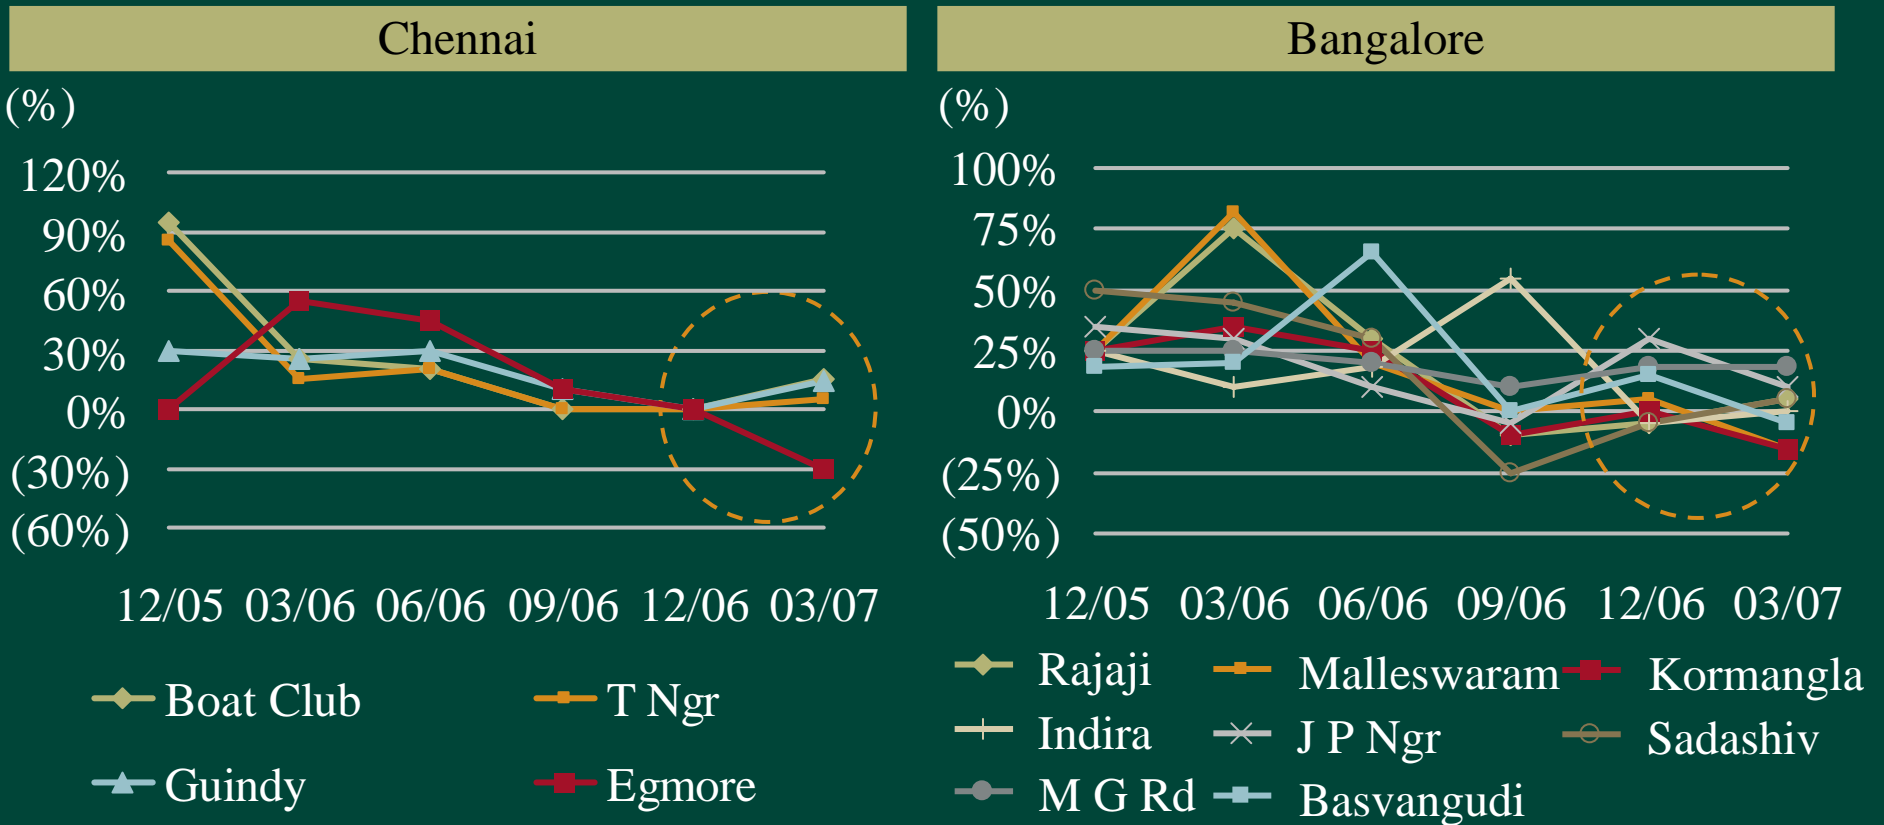 Chennai
(%)
120%
90%
60%
30%
0%
(30%)
(60%)
12/05 03/06 06/06 09/06 12/06 03/07
Boat Club T Ngr
Guindy Egmore
Bangalore
(%)
100%
75%
50%
25%
0%
(25%)
(50%)
12/05 03/06 06/06 09/06 12/06 03/07
Rajaji Malleswaram Kormangla
Indira J P Ngr Sadashiv
M G Rd Basvangudi